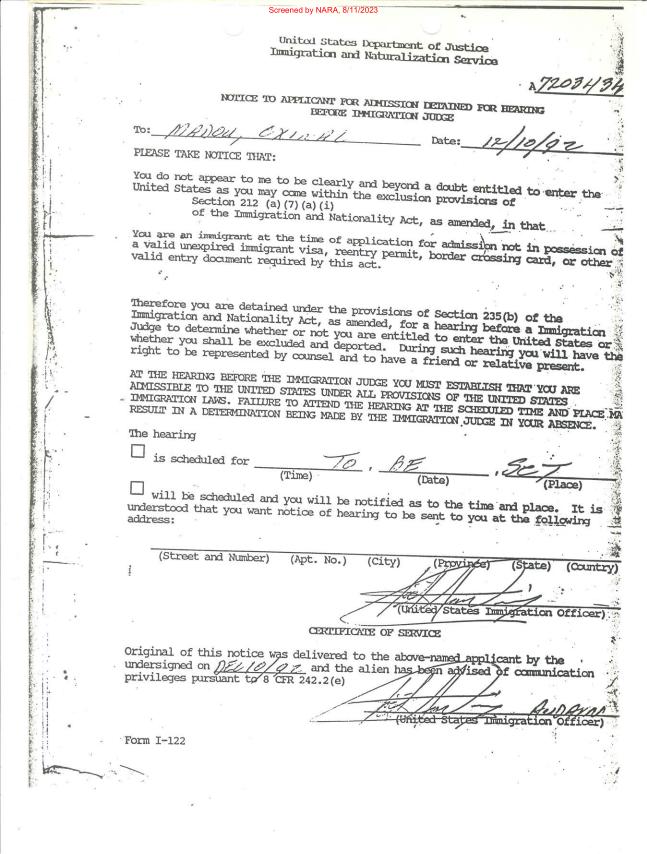 Screened by NARA, 8/11/2023
United States Department of Justice
Immigration and Naturalization Service
A7203434
NOTICE TO APPLICANT FOR ADMISSION DETAINED FOR HEARING
BEFORE IMMIGRATION JUDGE
To: Date: 12/10/92
PLEASE TAKE NOTICE THAT:
You do not appear to me to be clearly and beyond a doubt entitled to enter the
United States as you may come within the exclusion provisions of
Section 212 (a)(7)(a)(i)
of the Immigration and Nationality Act, as amended, in that
You are an immigrant at the time of application for admission not in possession of
a valid unexpired immigrant visa, reentry permit, border crossing card, or other
valid entry document required by this act.
Therefore you are detained under the provisions of Section 235(b) of the
Immigration and Nationality Act, as amended, for a hearing before a Immigration
Judge to determine whether or not you are entitled to enter the United States or
whether you shall be excluded and deported. During such hearing you will have the
right to be represented by counsel and to have a friend or relative present.
AT THE HEARING BEFORE THE IMMIGRATION JUDGE YOU MUST ESTABLISH THAT YOU ARE
ADMISSIBLE TO THE UNITED STATES UNDER ALL PROVISIONS OF THE UNITED STATES
IMMIGRATION LAWS. FAILURE TO ATTEND THE HEARING AT THE SCHEDULED TIME AND PLACE MA
RESULT IN A DETERMINATION BEING MADE BY THE IMMIGRATION JUDGE IN YOUR ABSENCE.
The hearing
is scheduled for TO BE SET
(Time) (Date) (Place)
will be scheduled and you will be notified as to the time and place. It is
understood that you want notice of hearing to be sent to you at the following
address:
(Street and Number) (Apt. No.) (City) (Province) (State) (Country)
(United States Immigration Officer)
CERTIFICATE OF SERVICE
Original of this notice was delivered to the above-named applicant by the
undersigned on DEC/10/92 and the alien has been advised of communication
privileges pursuant to 8 CFR 242.2(e)
(United States Immigration Officer)
Form I-122